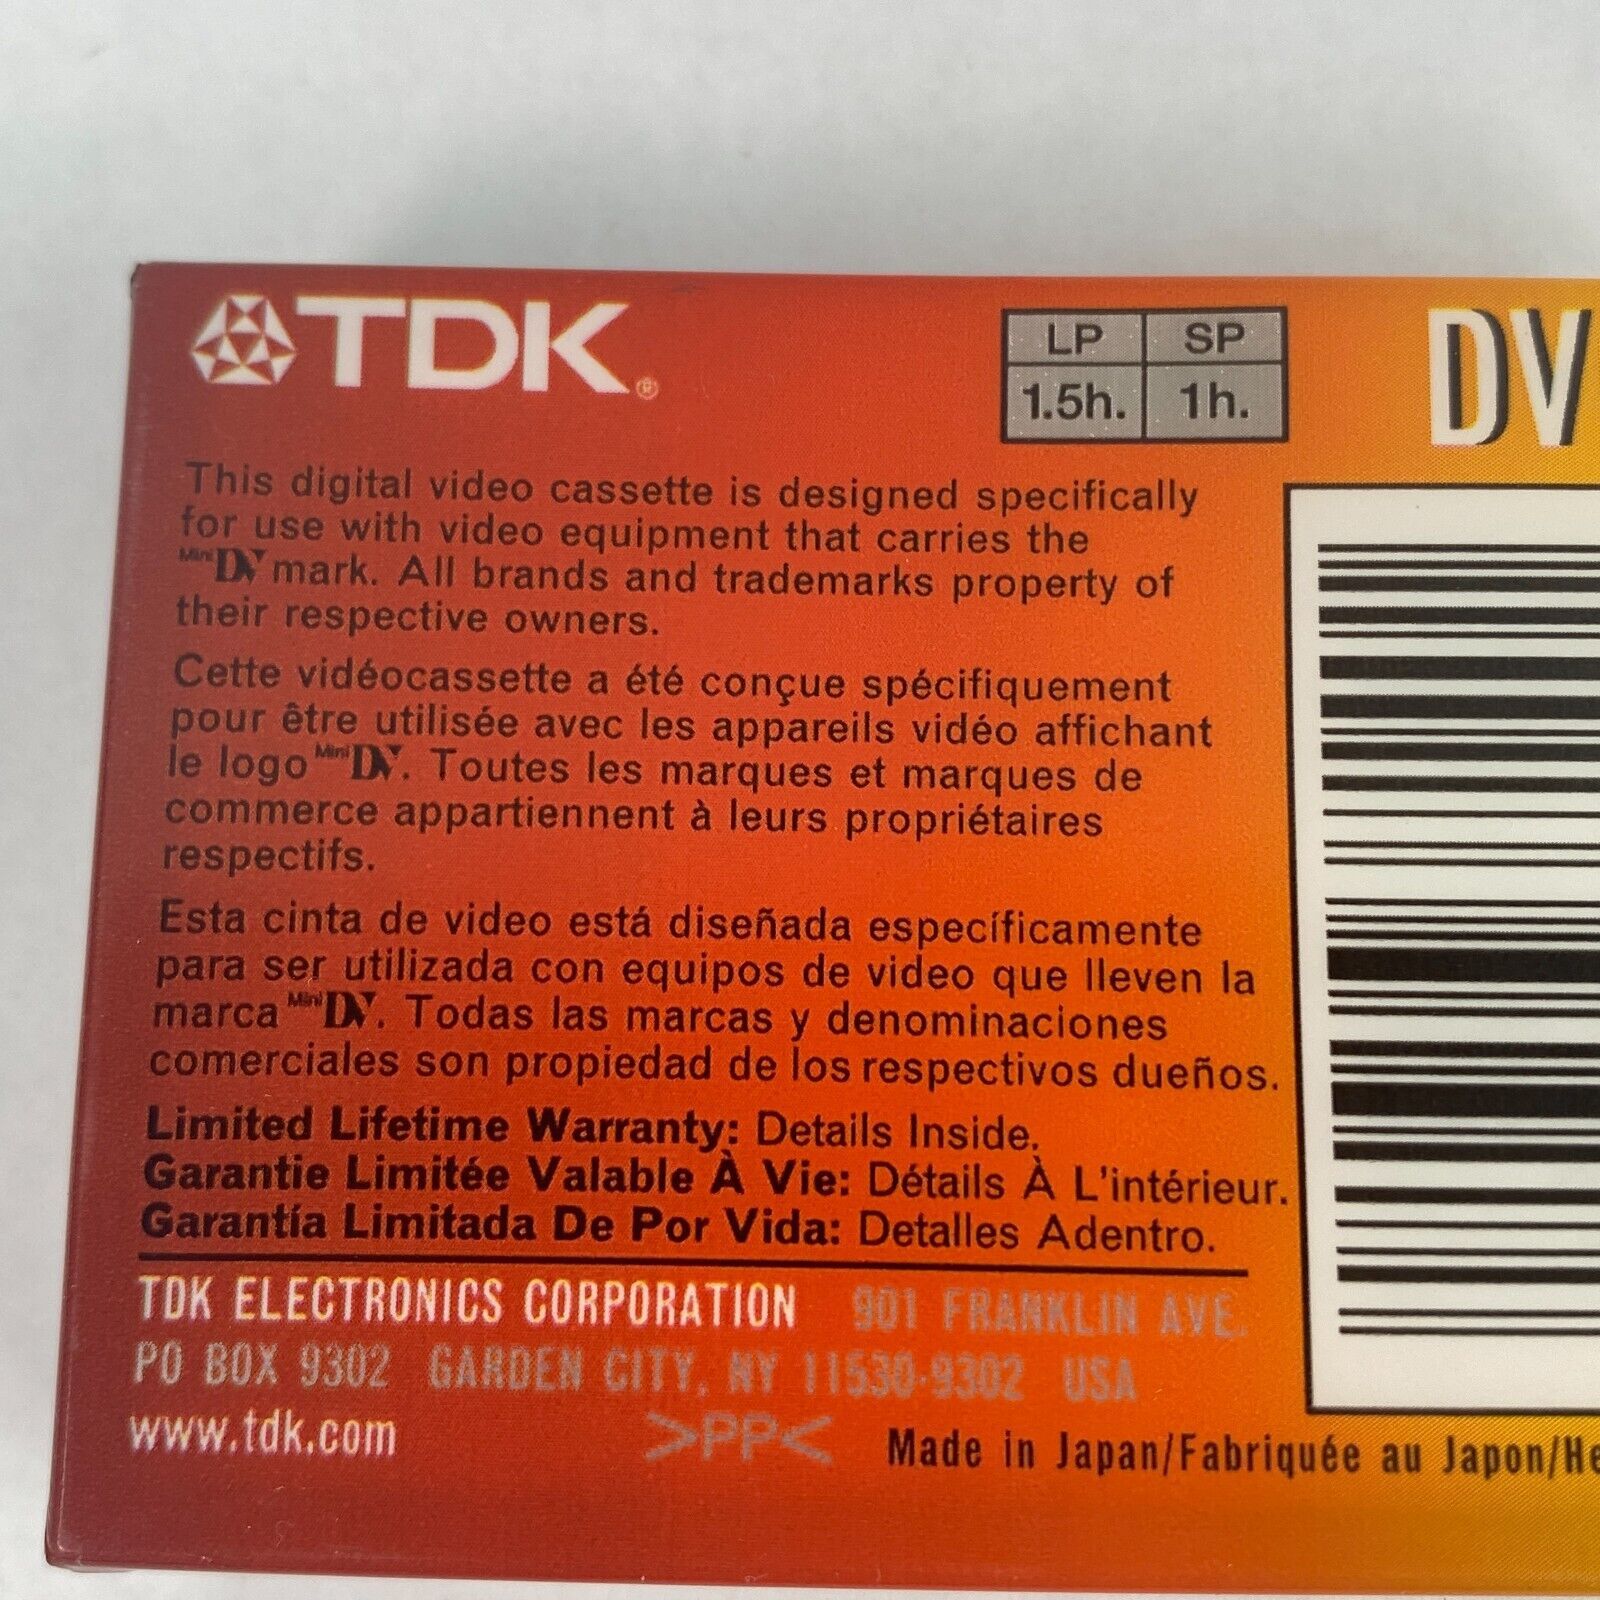 TDK®
LP SP
1.5h. 1h.
DV
This digital video cassette is designed specifically
for use with video equipment that carries the
Mini DV mark. All brands and trademarks property of
their respective owners.
Cette vidéocassette a été conçue spécifiquement
pour être utilisée avec les appareils vidéo affichant
le logo Mini DV. Toutes les marques et marques de
commerce appartiennent à leurs propriétaires
respectifs.
Esta cinta de video está diseñada específicamente
para ser utilizada con equipos de video que lleven la
marca Mini DV. Todas las marcas y denominaciones
comerciales son propiedad de los respectivos dueños.
Limited Lifetime Warranty: Details Inside.
Garantie Limitée Valable À Vie: Détails À L'intérieur.
Garantía Limitada De Por Vida: Detalles Adentro.
TDK ELECTRONICS CORPORATION 901 FRANKLIN AVE.
PO BOX 9302 GARDEN CITY, NY 11530-9302 USA
www.tdk.com >PP<
Made in Japan/Fabriquée au Japon/He